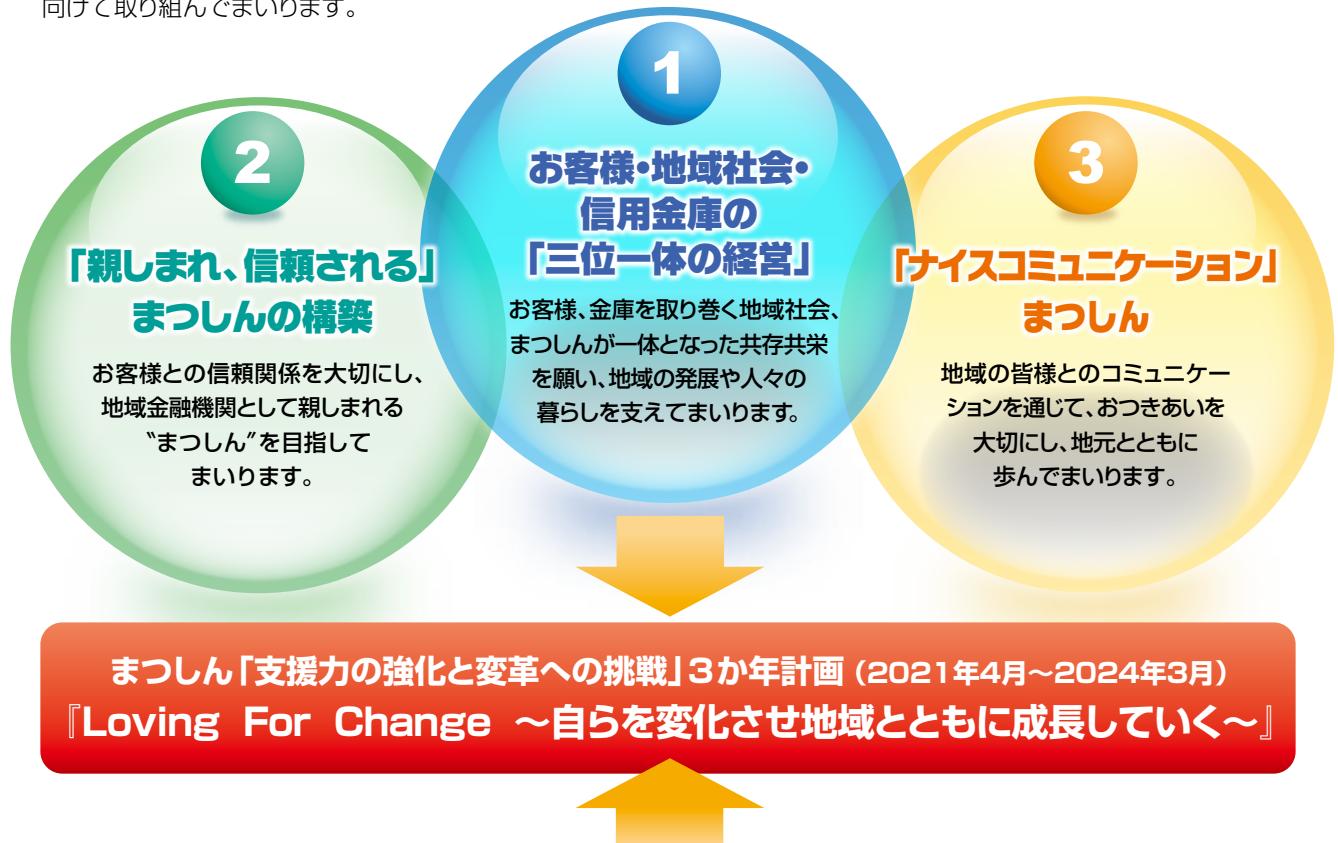 向けて取り組んでまいります。
1
お客様・地域社会・
信用金庫の
「三位一体の経営」
お客様、金庫を取り巻く地域社会、
まつしんが一体となった共存共栄
を願い、地域の発展や人々の
暮らしを支えてまいります。
2
「親しまれ、信頼される」
まつしんの構築
お客様との信頼関係を大切にし、
地域金融機関として親しまれる
〝まつしん〟を目指して
まいります。
3
「ナイスコミュニケーション」
まつしん
地域の皆様とのコミュニケー
ションを通じて、おつきあいを
大切にし、地元とともに
歩んでまいります。
まつしん「支援力の強化と変革への挑戦」3か年計画（2021年4月～2024年3月）
『Loving For Change ～自らを変化させ地域とともに成長していく～』